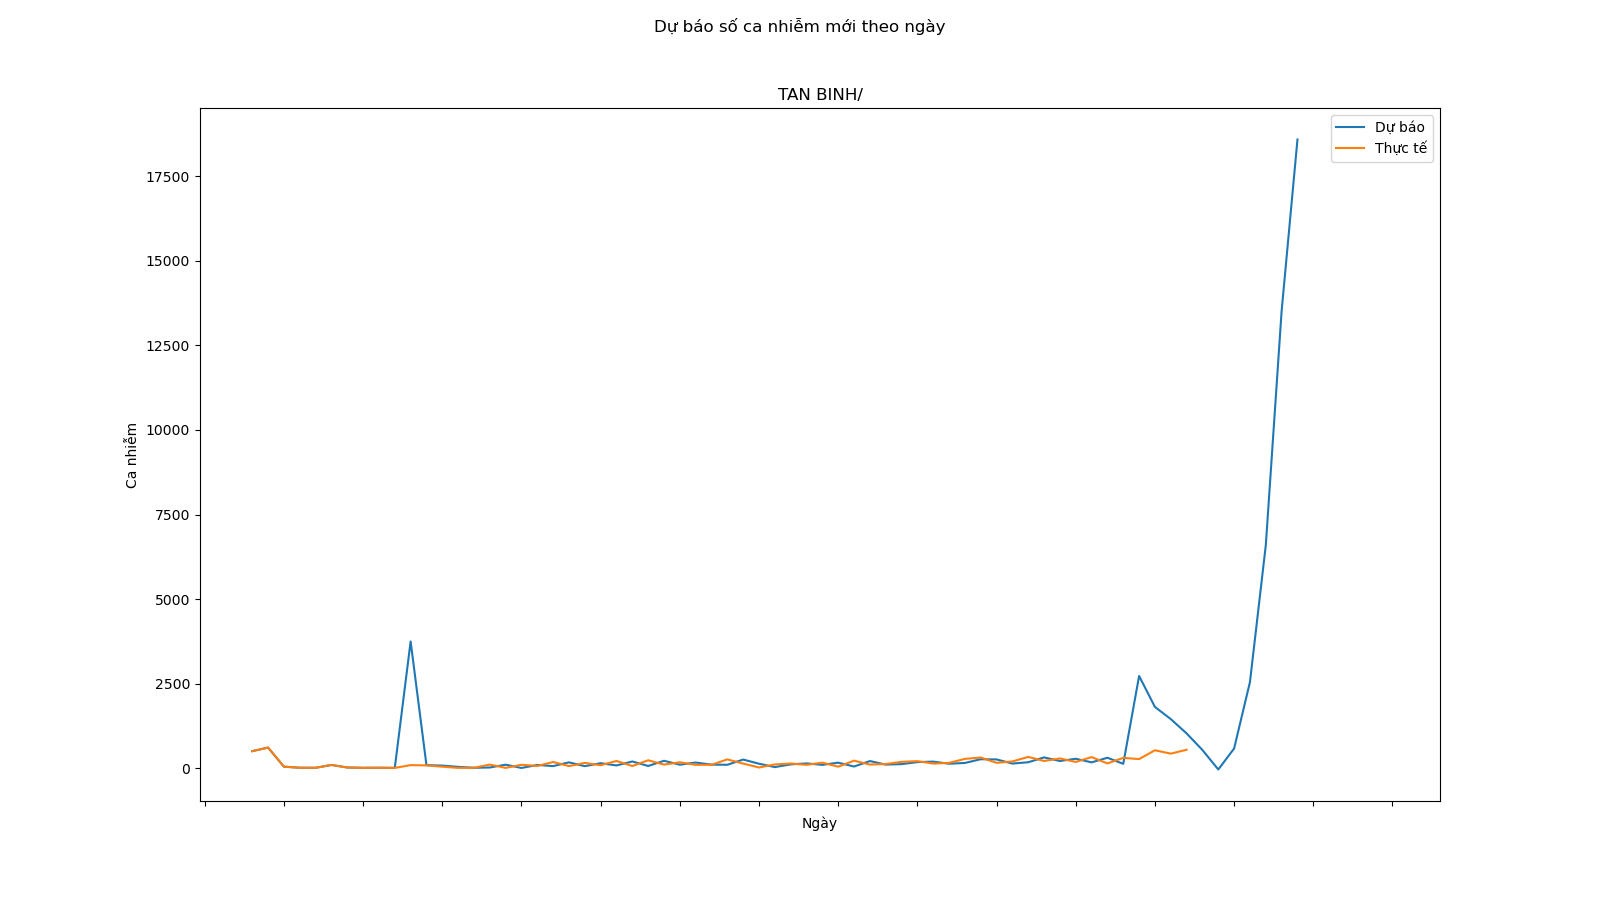 Dự báo số ca nhiễm mới theo ngày
TAN BINH/
Dự báo
Thực tế
17500
15000
12500
10000
7500
5000
2500
0
Ca nhiễm
Ngày